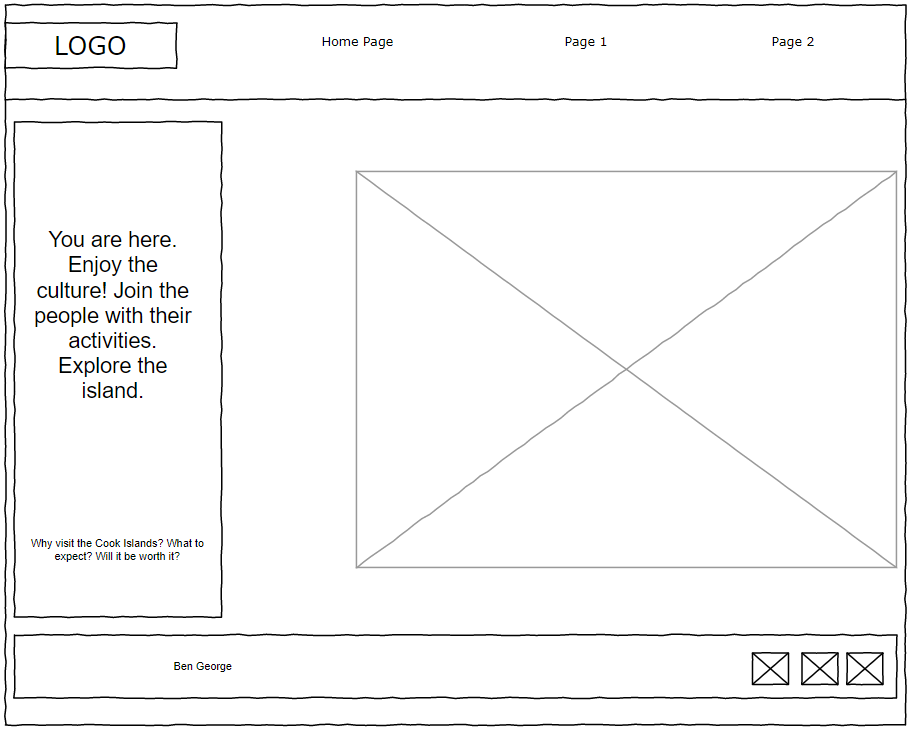 LOGO
Home Page
Page 1
Page 2
You are here.
Enjoy the
culture! Join the
people with their
activities.
Explore the
island.
Why visit the Cook Islands? What to
expect? Will it be worth it?
Ben George